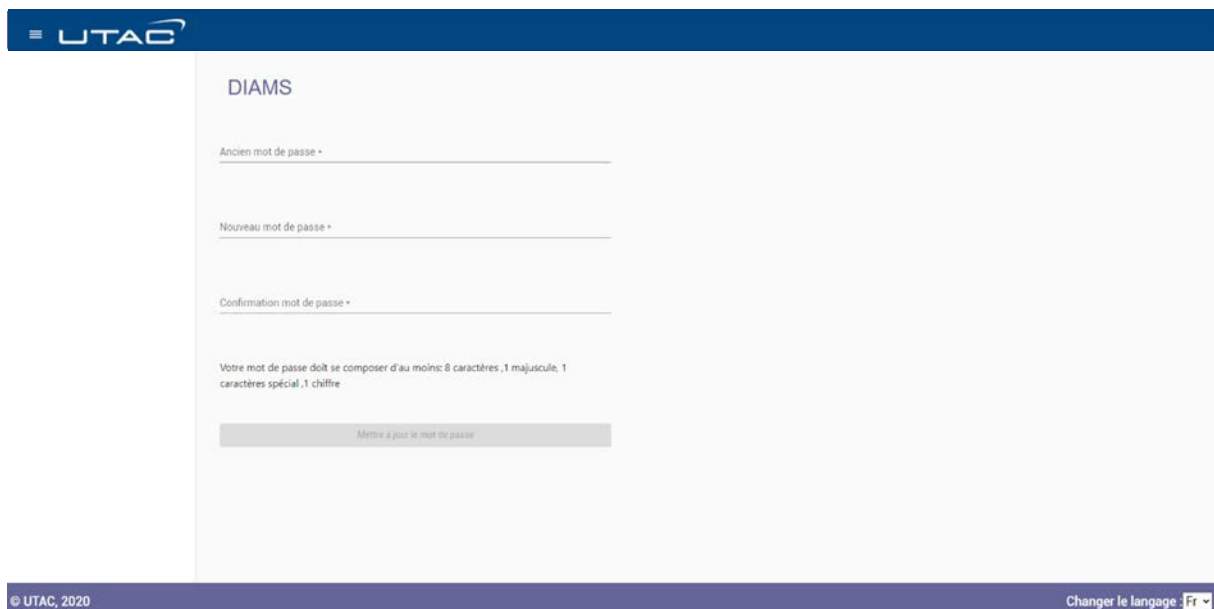 ≡ UTAC
DIAMS
Ancien mot de passe *
Nouveau mot de passe *
Confirmation mot de passe *
Votre mot de passe doit se composer d'au moins: 8 caractères ,1 majuscule, 1
caractères spécial ,1 chiffre
Mettre à jour le mot de passe
© UTAC, 2020
Changer le langage : Fr